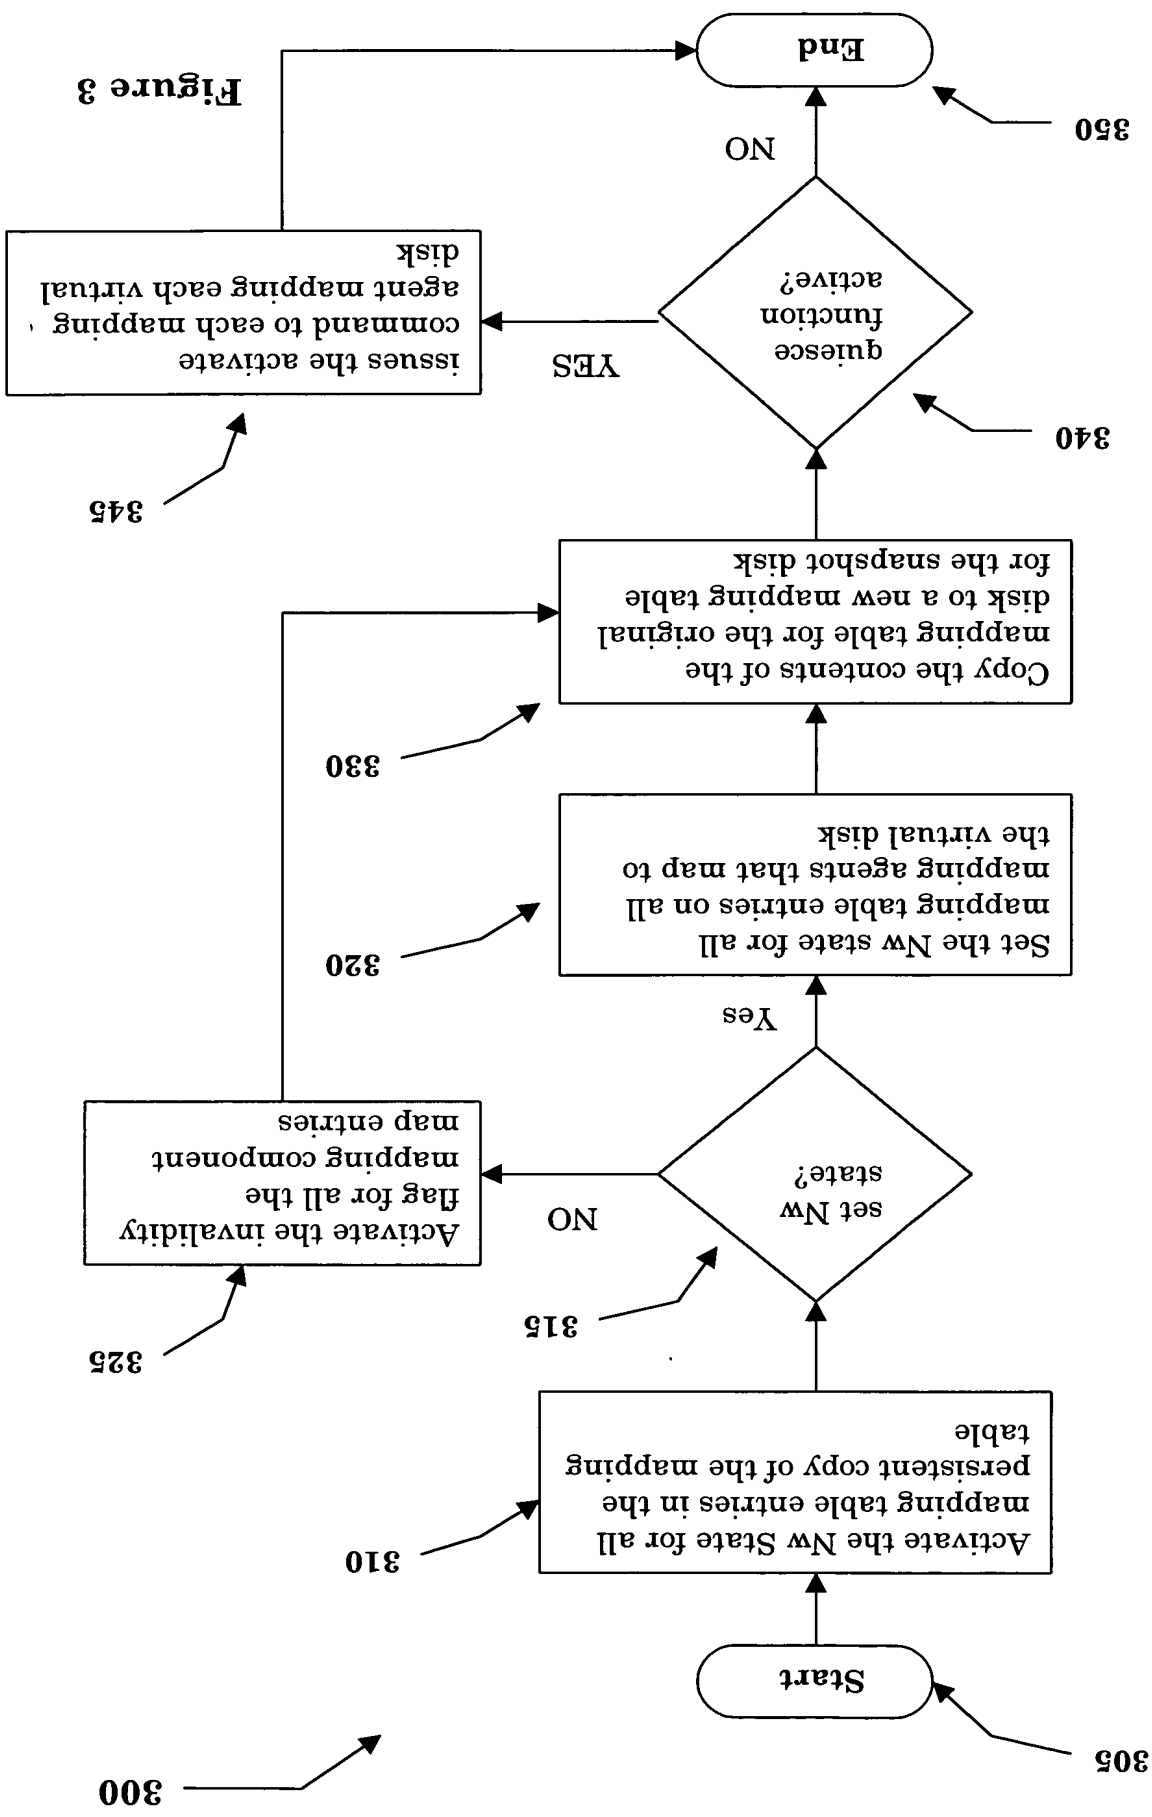 300
305
Start
310
Activate the Nw State for all
mapping table entries in the
persistent copy of the mapping
table
315
set Nw
state?
NO
Yes
325
Activate the invalidity
flag for all the
mapping component
map entries
320
Set the Nw state for all
mapping table entries on all
mapping agents that map to
the virtual disk
330
Copy the contents of the
mapping table for the original
disk to a new mapping table
for the snapshot disk
340
quiesce
function
active?
YES
NO
345
issues the activate
command to each mapping
agent mapping each virtual
disk
350
End
Figure 3